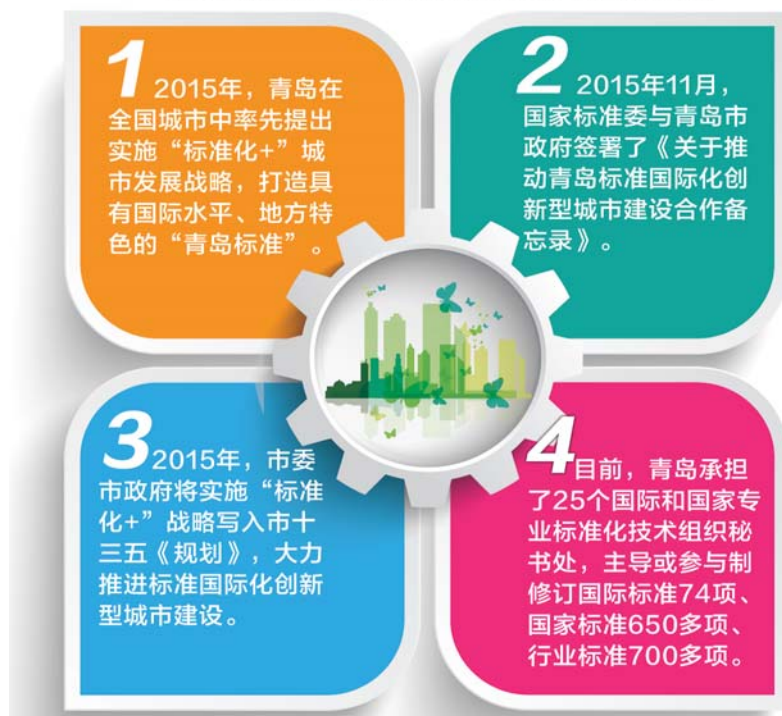 1 2015年，青岛在
全国城市中率先提出
实施“标准化+”城
市发展战略，打造具
有国际水平、地方特
色的“青岛标准”。
2 2015年11月，
国家标准委与青岛市
政府签署了《关于推
动青岛标准国际化创
新型城市建设合作备
忘录》。
3 2015年，市委
市政府将实施“标准
化+”战略写入市十
三五《规划》，大力
推进标准国际化创新
型城市建设。
4 目前，青岛承担
了25个国际和国家专
业标准化技术组织秘
书处，主导或参与制
修订国际标准74项、
国家标准650多项、
行业标准700多项。